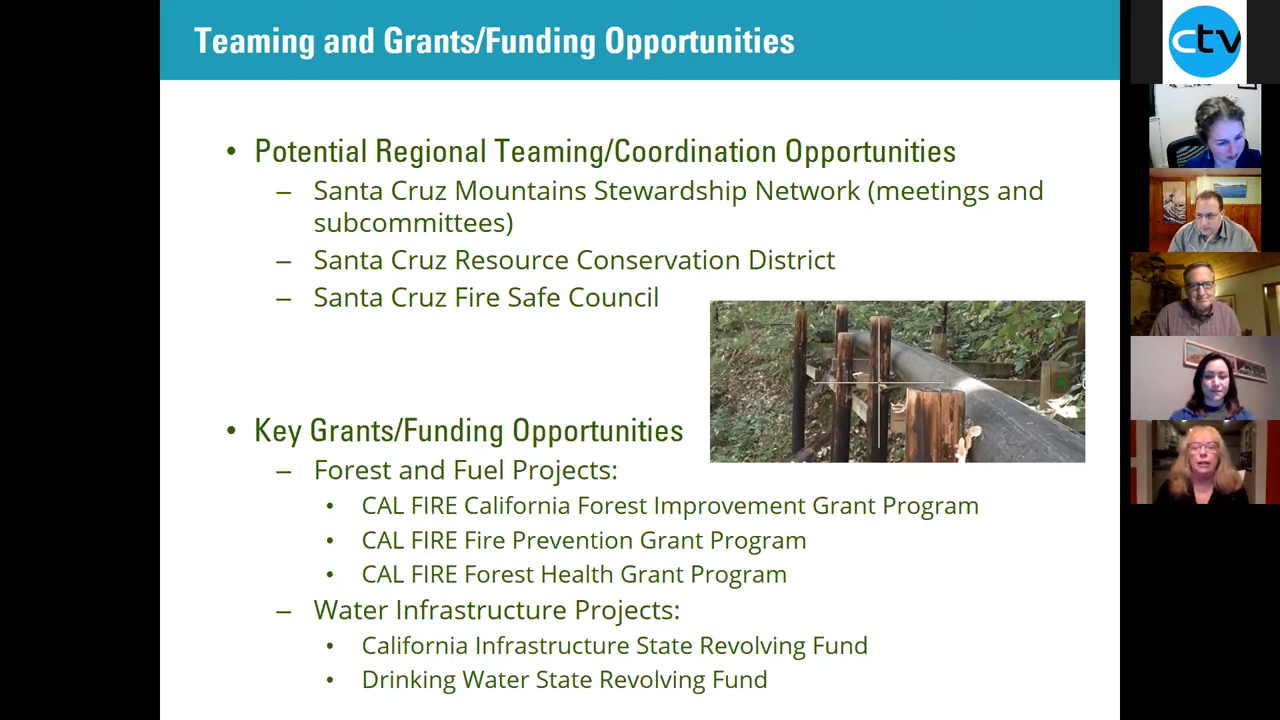 Teaming and Grants/Funding Opportunities
ctv
• Potential Regional Teaming/Coordination Opportunities
– Santa Cruz Mountains Stewardship Network (meetings and
subcommittees)
– Santa Cruz Resource Conservation District
– Santa Cruz Fire Safe Council
• Key Grants/Funding Opportunities
– Forest and Fuel Projects:
• CAL FIRE California Forest Improvement Grant Program
• CAL FIRE Fire Prevention Grant Program
• CAL FIRE Forest Health Grant Program
– Water Infrastructure Projects:
• California Infrastructure State Revolving Fund
• Drinking Water State Revolving Fund